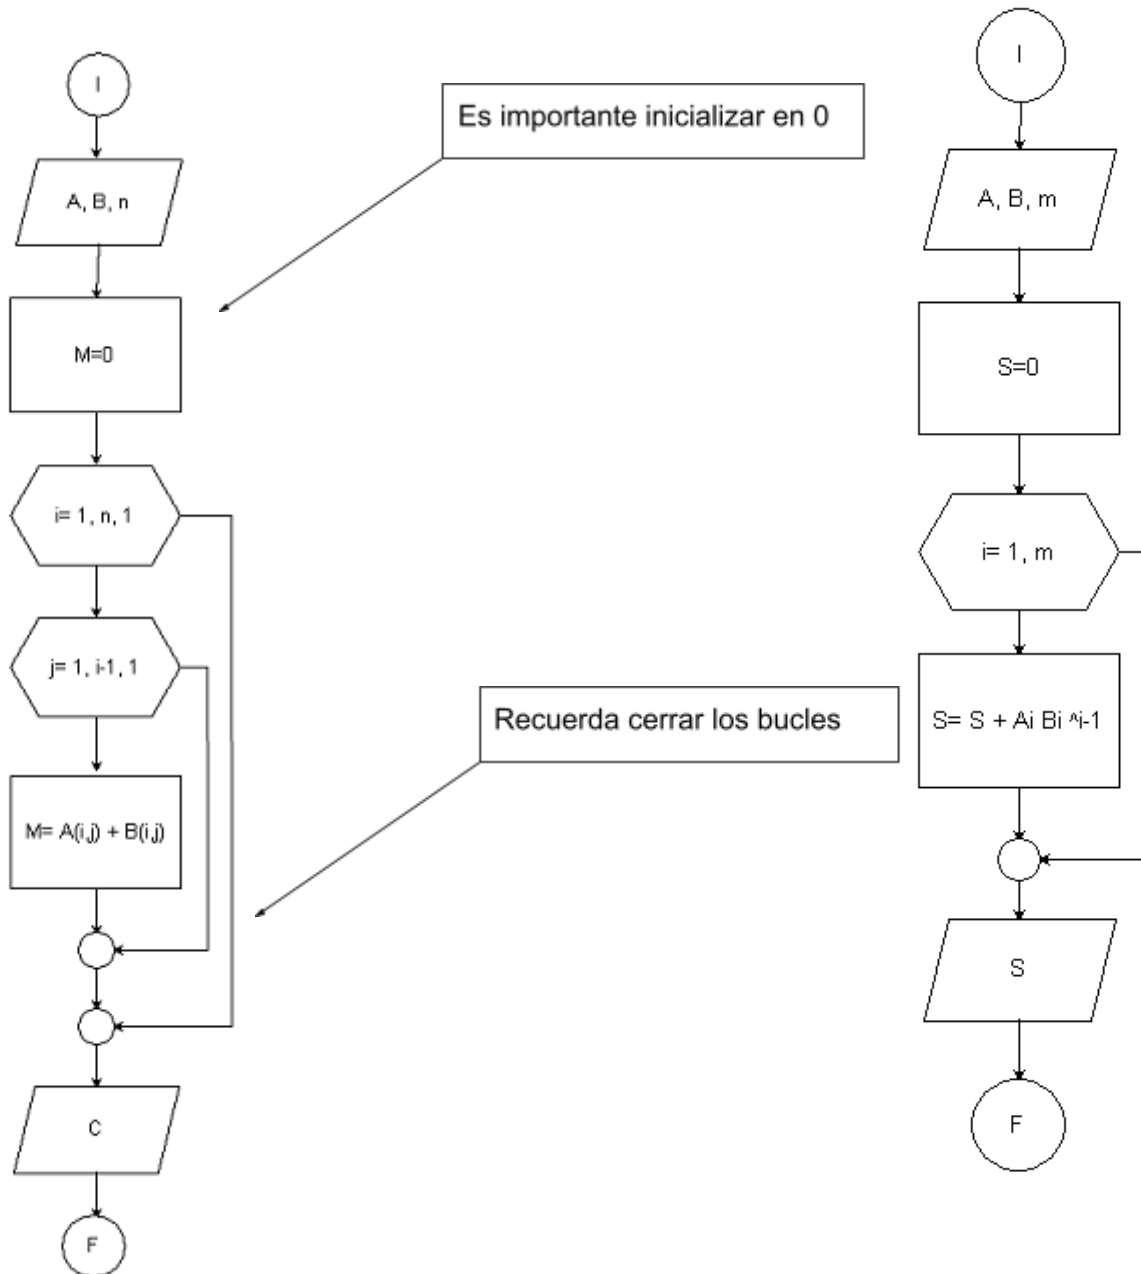 I
A, B, n
M=0
i= 1, n, 1
j= 1, i-1, 1
M= A(i,j) + B(i,j)
C
F
Es importante inicializar en 0
Recuerda cerrar los bucles
I
A, B, m
S=0
i= 1, m
S= S + Ai Bi ^i-1
S
F